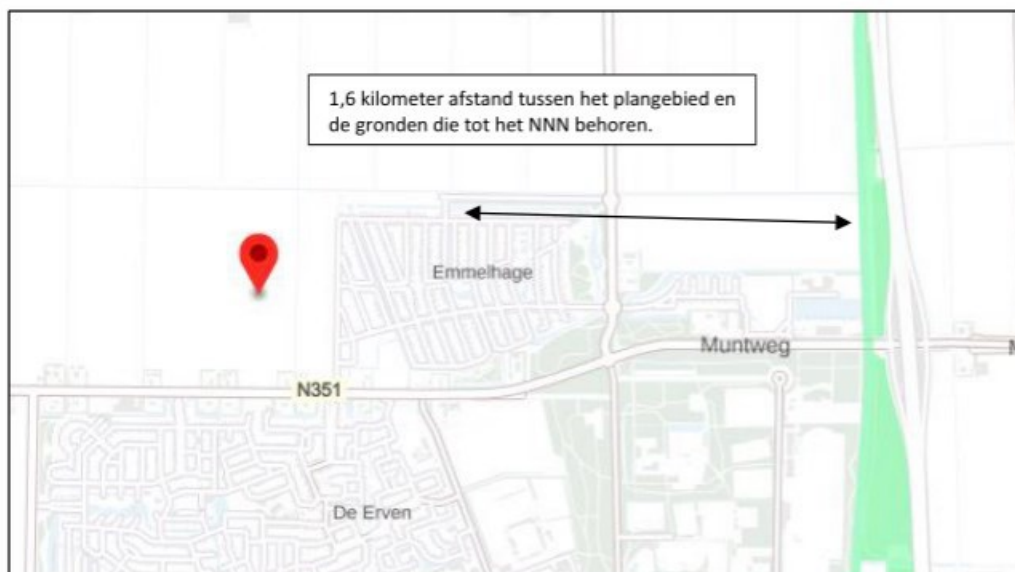 1,6 kilometer afstand tussen het plangebied en
de gronden die tot het NNN behoren.
Emmelhage
Muntweg
M
N351
De Erven